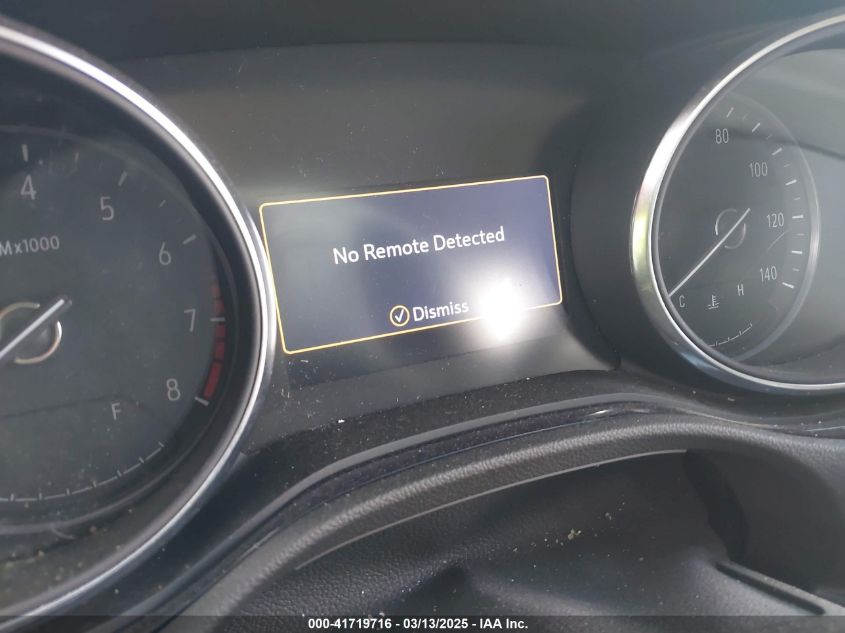 4
5
6
7
8
Mx1000
F
No Remote Detected
Dismiss
80
100
120
140
C
H
000-41719716 - 03/13/2025 - IAA Inc.